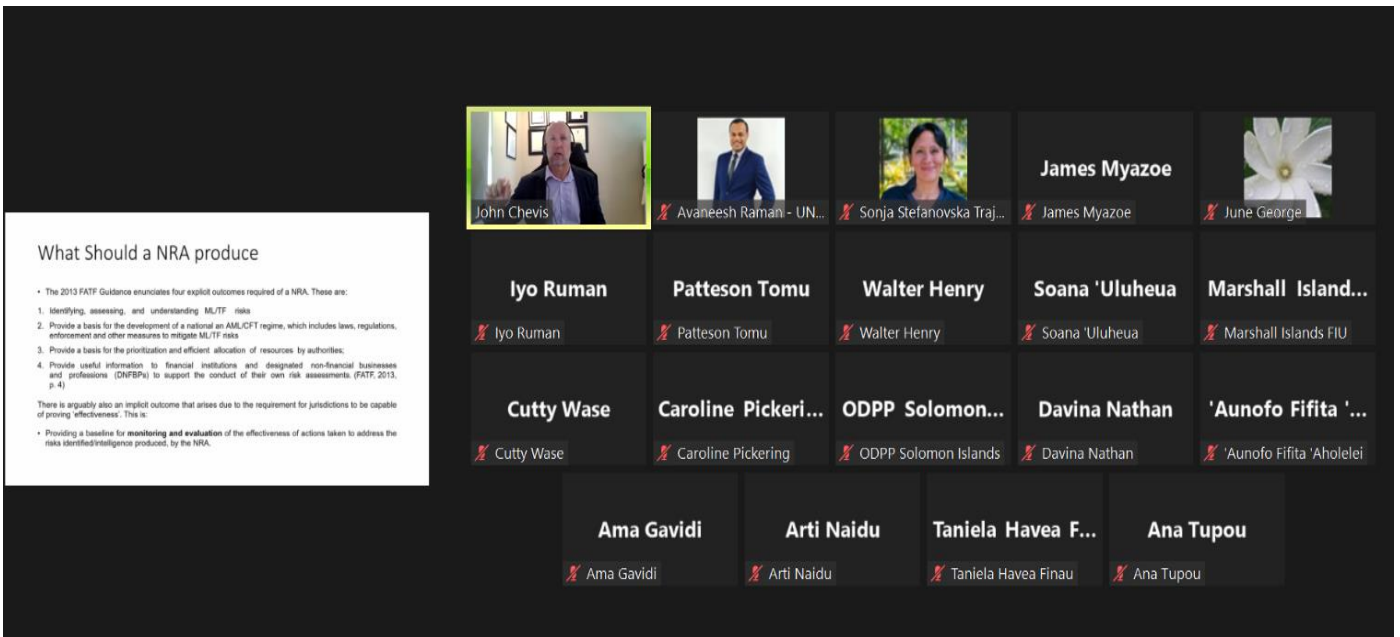 What Should a NRA produce
• The 2013 FATF Guidance enunciates four explicit outcomes required of a NRA. These are:
1. Identifying, assessing, and understanding ML/TF risks
2. Provide a basis for the development of a national an AML/CFT regime, which includes laws, regulations,
enforcement and other measures to mitigate ML/TF risks
3. Provide a basis for the prioritization and efficient allocation of resources by authorities;
4. Provide useful information to financial institutions and designated non-financial businesses
and professions (DNFBPs) to support the conduct of their own risk assessments. (FATF, 2013,
p. 4)
There is arguably also an implicit outcome that arises due to the requirement for jurisdictions to be capable
of proving 'effectiveness'. This is:
• Providing a baseline for monitoring and evaluation of the effectiveness of actions taken to address the
risks identified/intelligence produced, by the NRA.
John Chevis
Avaneesh Raman - UN...
Sonja Stefanovska Traj...
James Myazoe
James Myazoe
June George
Iyo Ruman
Iyo Ruman
Patteson Tomu
Patteson Tomu
Walter Henry
Walter Henry
Soana 'Uluheua
Soana 'Uluheua
Marshall Island...
Marshall Islands FIU
Cutty Wase
Cutty Wase
Caroline Pickeri...
Caroline Pickering
ODPP Solomon...
ODPP Solomon Islands
Davina Nathan
Davina Nathan
'Aunofo Fifita '...
'Aunofo Fifita 'Aholelei
Ama Gavidi
Ama Gavidi
Arti Naidu
Arti Naidu
Taniela Havea F...
Taniela Havea Finau
Ana Tupou
Ana Tupou